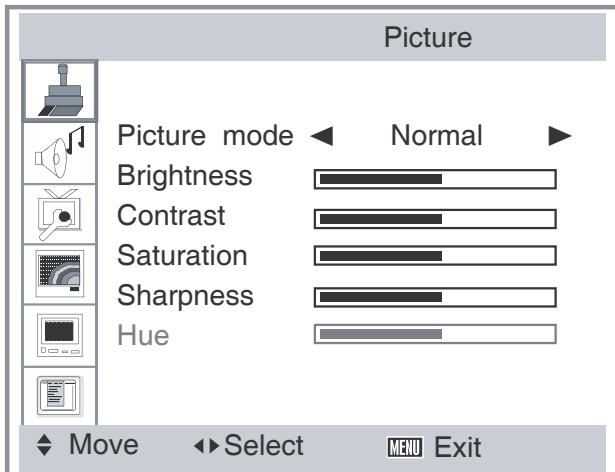 Picture
Picture mode ◀ Normal ▶
Brightness
Contrast
Saturation
Sharpness
Hue
Move Select MENU Exit